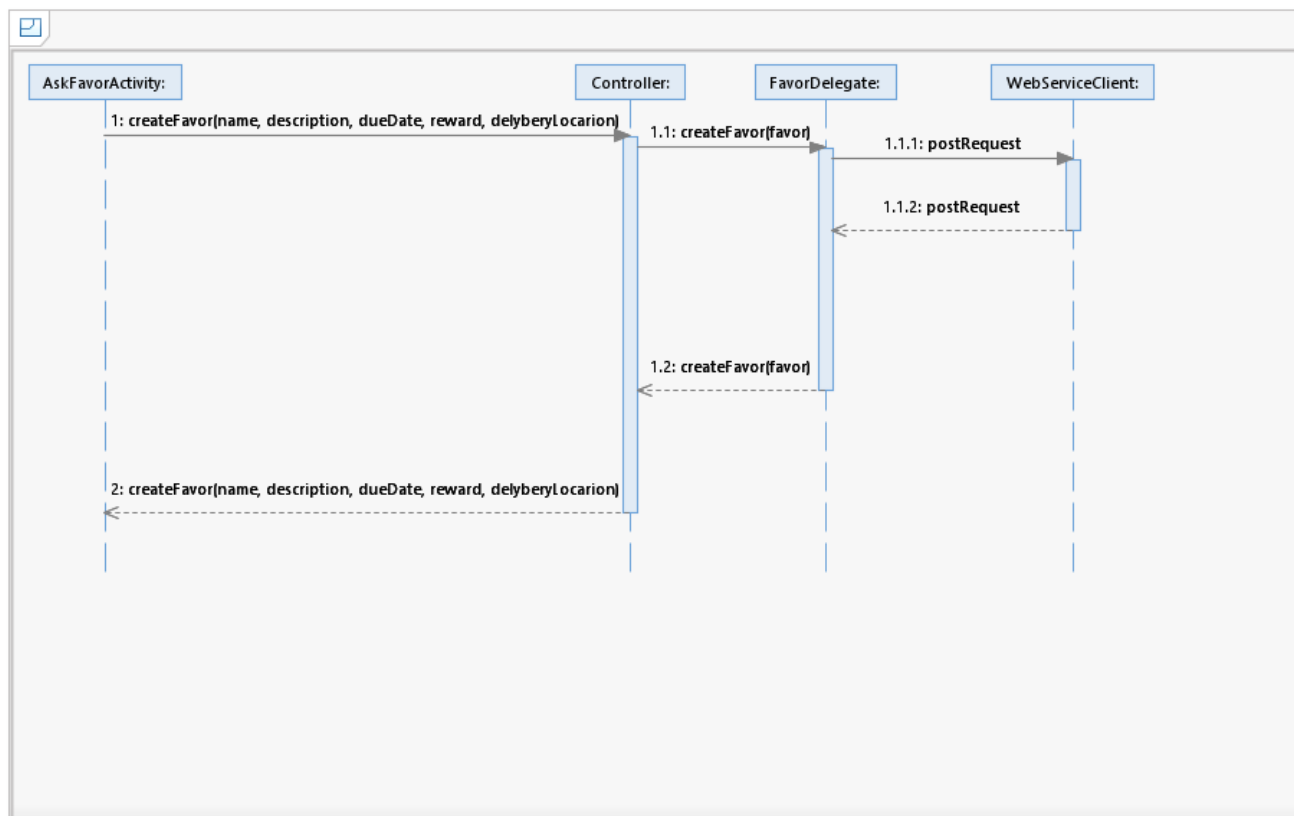 AskFavorActivity:
Controller:
FavorDelegate:
WebServiceClient:
1: createFavor(name, description, dueDate, reward, delyberyLocarion)
1.1: createFavor(favor)
1.1.1: postRequest
1.1.2: postRequest
1.2: createFavor(favor)
2: createFavor(name, description, dueDate, reward, delyberyLocarion)